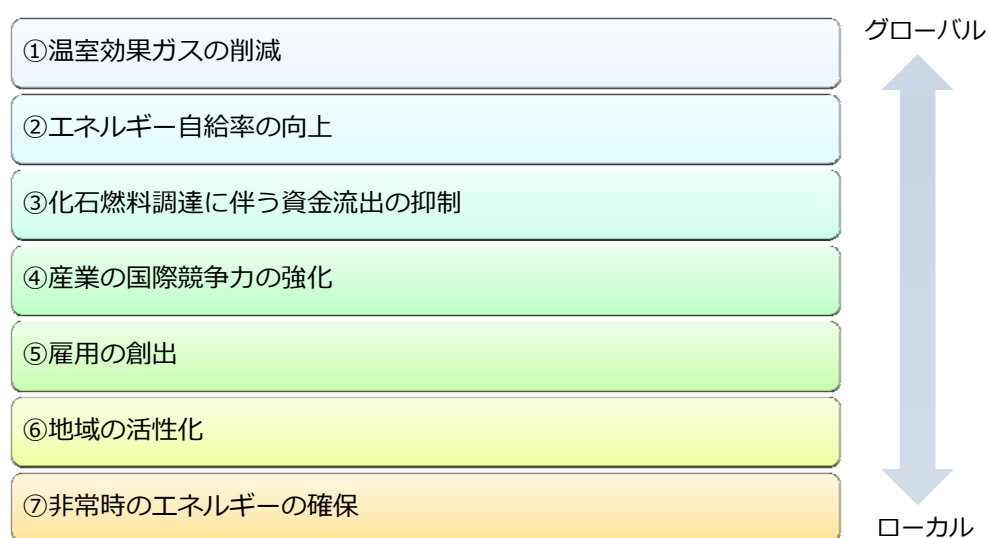 グローバル
①温室効果ガスの削減
②エネルギー自給率の向上
③化石燃料調達に伴う資金流出の抑制
④産業の国際競争力の強化
⑤雇用の創出
⑥地域の活性化
⑦非常時のエネルギーの確保
ローカル